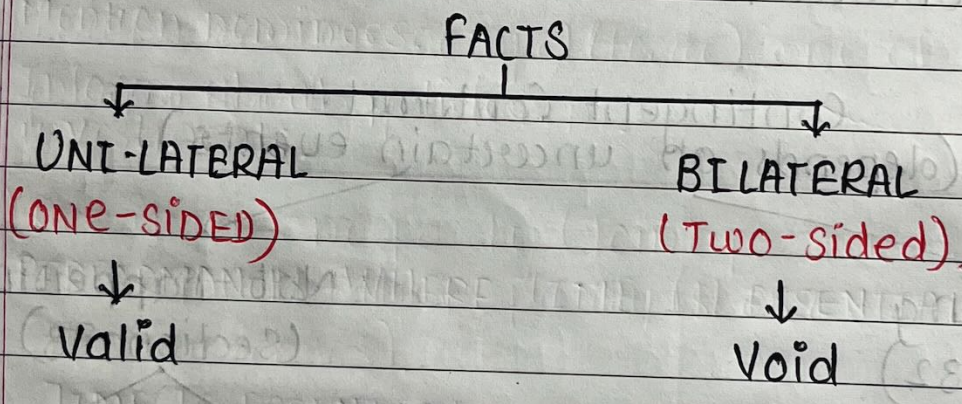 FACTS
UNI-LATERAL
BILATERAL
(ONE-SIDED)
(Two-sided)
Valid
Void